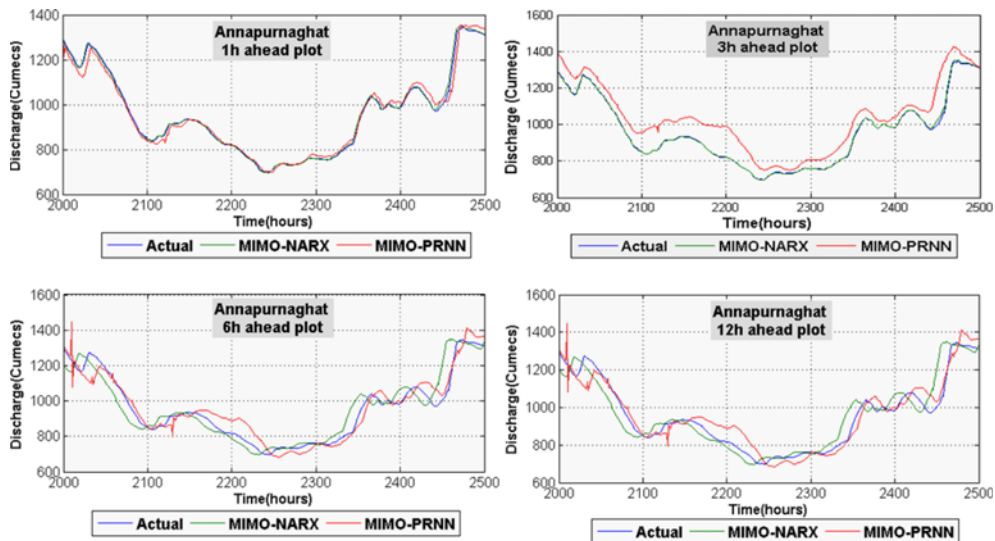 Annapurnaghat
1h ahead plot
Discharge(Cumecs)
1400
1200
1000
800
600
2000 2100 2200 2300 2400 2500
Time(hours)
Actual MIMO-NARX MIMO-PRNN
Annapurnaghat
3h ahead plot
Discharge (Cumecs)
1600
1400
1200
1000
800
600
2000 2100 2200 2300 2400 2500
Time(hours)
Actual MIMO-NARX MIMO-PRNN
Annapurnaghat
6h ahead plot
Discharge(Cumecs)
1600
1400
1200
1000
800
600
2000 2100 2200 2300 2400 2500
Time(hours)
Actual MIMO-NARX MIMO-PRNN
Annapurnaghat
12h ahead plot
Discharge(Cumecs)
1600
1400
1200
1000
800
600
2000 2100 2200 2300 2400 2500
Time(hours)
Actual MIMO-NARX MIMO-PRNN